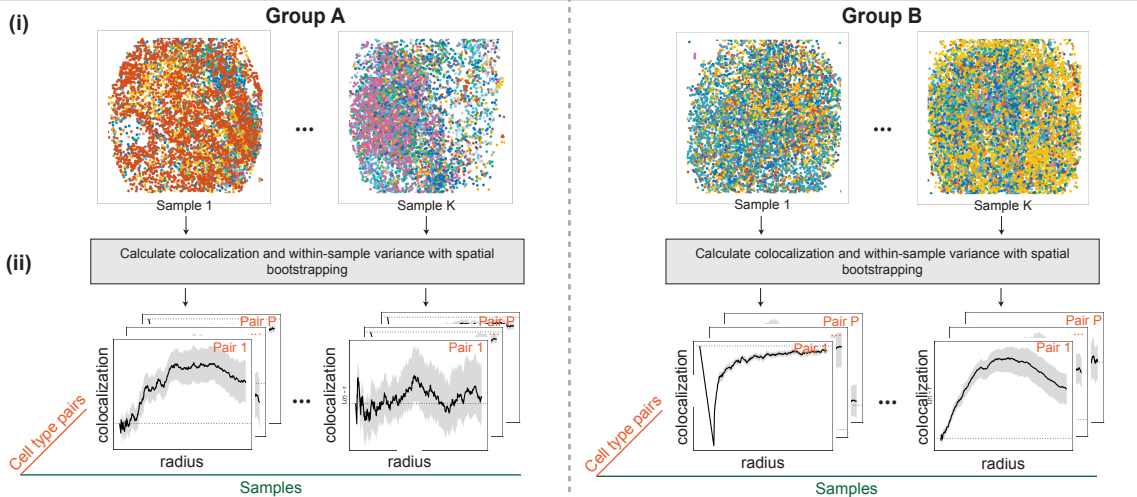 (i)
Group A
Group B
...
...
Sample 1
Sample K
Sample 1
Sample K
(ii)
Calculate colocalization and within-sample variance with spatial
bootstrapping
Calculate colocalization and within-sample variance with spatial
bootstrapping
Pair P
...
Pair 1
colocalization
radius
...
Pair P
Pair 1
colocalization
radius
Cell type pairs
Samples
Pair P
...
Pair 1
colocalization
radius
...
Pair P
...
Pair 1
colocalization
radius
Cell type pairs
Samples